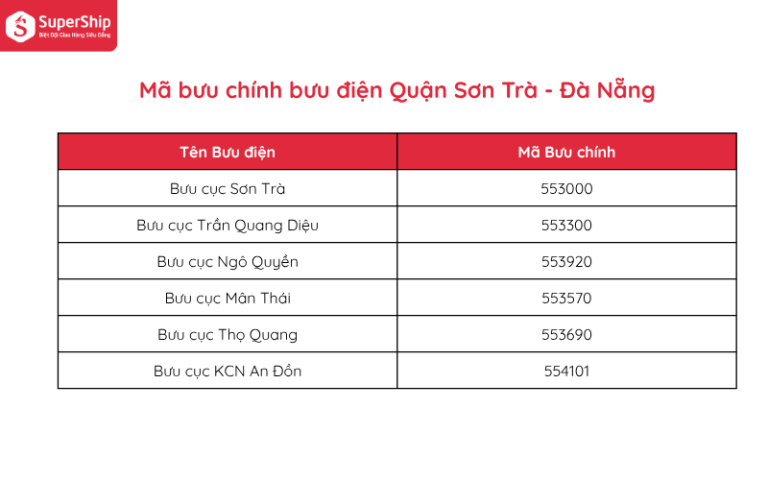 SuperShip
Biệt Đội Giao Hàng Siêu Đẳng
Mã bưu chính bưu điện Quận Sơn Trà - Đà Nẵng
Tên Bưu điện Mã Bưu chính
Bưu cục Sơn Trà 553000
Bưu cục Trần Quang Diệu 553300
Bưu cục Ngô Quyền 553920
Bưu cục Mân Thái 553570
Bưu cục Thọ Quang 553690
Bưu cục KCN An Đồn 554101